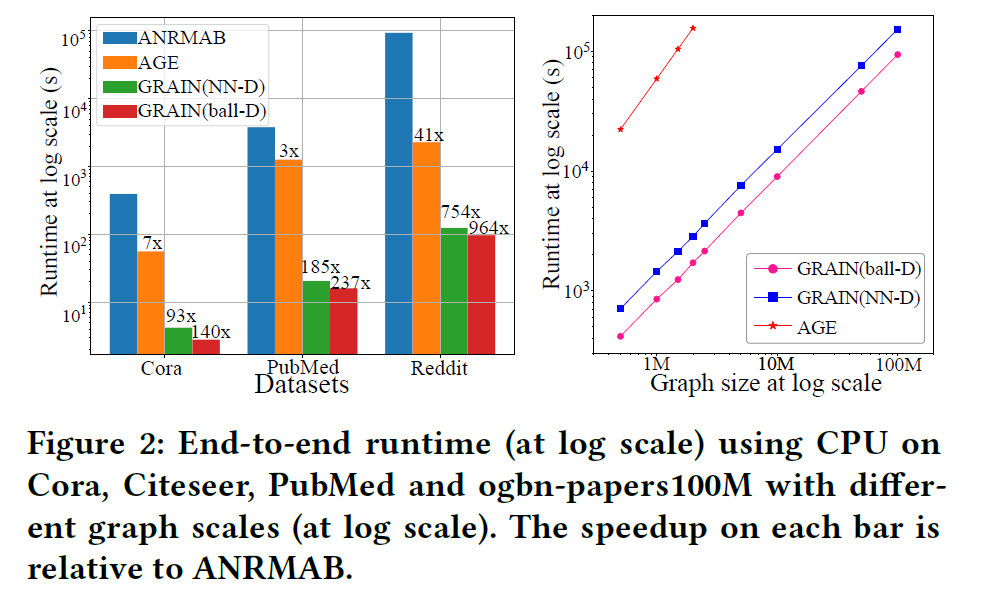 ANRMAB
AGE
GRAIN(NN-D)
GRAIN(ball-D)
Runtime at log scale (s)
10^5
10^4
10^3
10^2
10^1
7x
93x
140x
3x
185x
237x
41x
754x
964x
Cora
PubMed
Reddit
Datasets
Runtime at log scale (s)
10^5
10^4
10^3
GRAIN(ball-D)
GRAIN(NN-D)
AGE
1M
10M
100M
Graph size at log scale
Figure 2: End-to-end runtime (at log scale) using CPU on
Cora, Citeseer, PubMed and ogbn-papers100M with differ-
ent graph scales (at log scale). The speedup on each bar is
relative to ANRMAB.